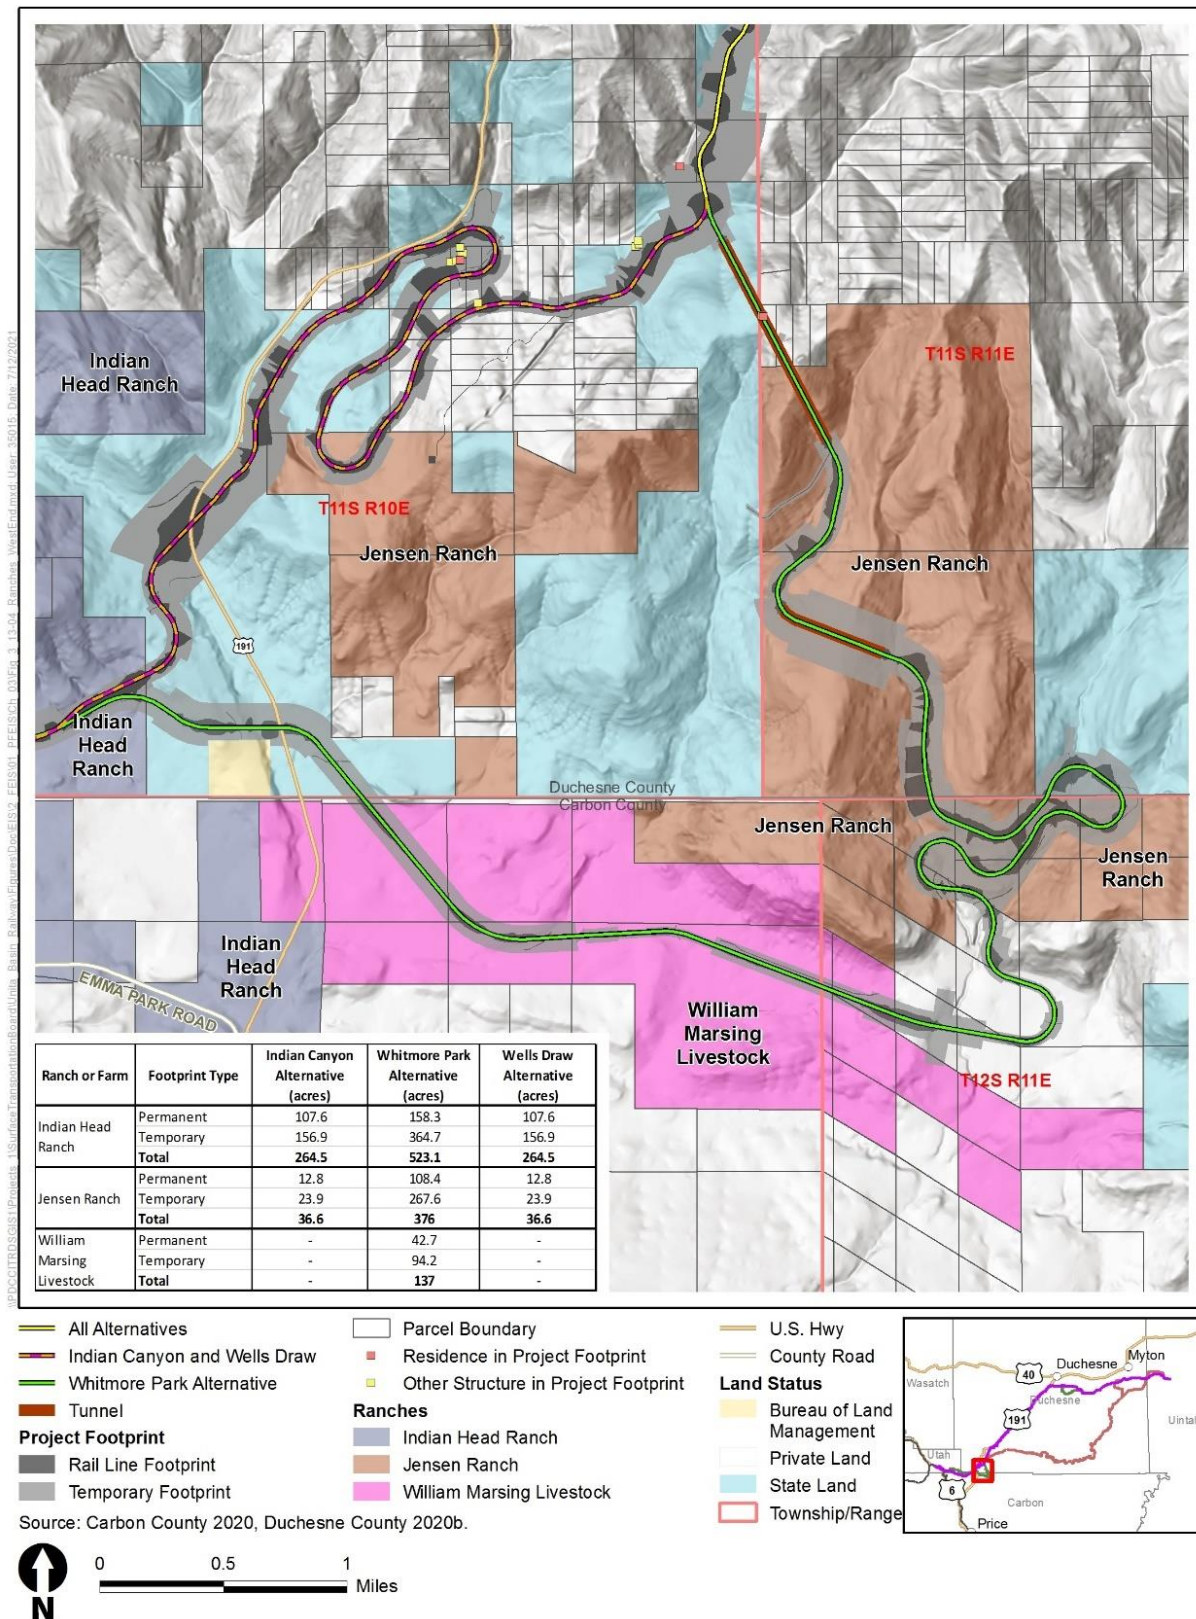 Indian
Head Ranch
T11S R11E
T11S R10E
Jensen Ranch
Jensen Ranch
191
Indian
Head
Ranch
Duchesne County
Carbon County
Jensen Ranch
Jensen
Ranch
Indian
Head
Ranch
EMMA PARK ROAD
William
Marsing
Livestock
T12S R11E
Ranch or Farm Footprint Type Indian Canyon Alternative (acres) Whitmore Park Alternative (acres) Wells Draw Alternative (acres)
Indian Head Ranch
Permanent 107.6 158.3 107.6
Temporary 156.9 364.7 156.9
Total 264.5 523.1 264.5
Jensen Ranch
Permanent 12.8 108.4 12.8
Temporary 23.9 267.6 23.9
Total 36.6 376 36.6
William Marsing Livestock
Permanent - 42.7 -
Temporary - 94.2 -
Total - 137 -
All Alternatives
Indian Canyon and Wells Draw
Whitmore Park Alternative
Tunnel
Project Footprint
Rail Line Footprint
Temporary Footprint
Parcel Boundary
Residence in Project Footprint
Other Structure in Project Footprint
Ranches
Indian Head Ranch
Jensen Ranch
William Marsing Livestock
U.S. Hwy
County Road
Land Status
Bureau of Land
Management
Private Land
State Land
Township/Range
Wasatch
40
Duchesne
Myton
Duchesne
191
Uintah
Utah
6
Carbon
Price
Source: Carbon County 2020, Duchesne County 2020b.
N
0 0.5 1
Miles